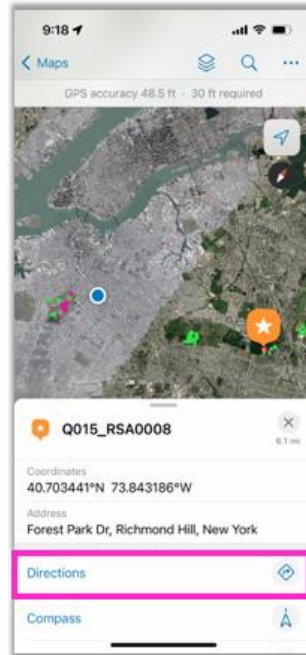 9:18
Maps
GPS accuracy 48.5 ft - 30 ft required
Q015_RSA0008
6.1 mi
Coordinates
40.703441°N 73.843186°W
Address
Forest Park Dr, Richmond Hill, New York
Directions
Compass